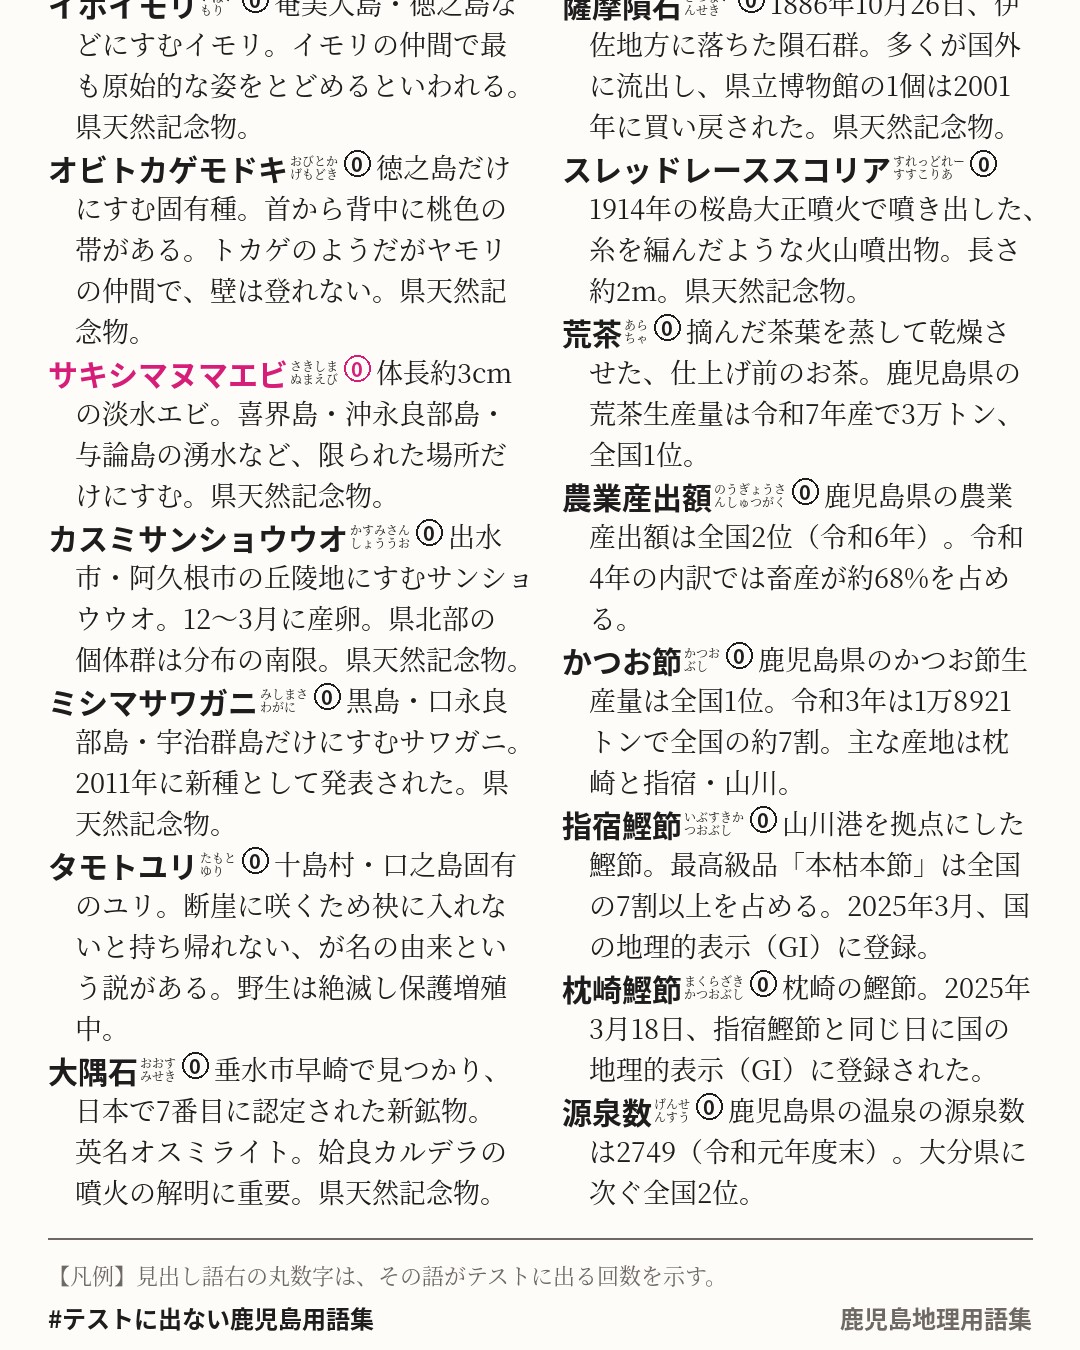 イボイモリ ⓪ 奄美大島・徳之島な
どにすむイモリ。イモリの仲間で最
も原始的な姿をとどめるといわれる。
県天然記念物。
オビトカゲモドキ おびとかげもどき ⓪ 徳之島だけ
にすむ固有種。首から背中に桃色の
帯がある。トカゲのようだがヤモリ
の仲間で、壁は登れない。県天然記
念物。
サキシマヌマエビ さきしまぬまえび ⓪ 体長約3cm
の淡水エビ。喜界島・沖永良部島・
与論島の湧水など、限られた場所だ
けにすむ。県天然記念物。
カスミサンショウウオ かすみさんしょううお ⓪ 出水
市・阿久根市の丘陵地にすむサンショ
ウウオ。12〜3月に産卵。県北部の
個体群は分布の南限。県天然記念物。
ミシマサワガニ みしまさわがに ⓪ 黒島・口永良
部島・宇治群島だけにすむサワガニ。
2011年に新種として発表された。県
天然記念物。
タモトユリ たもとゆり ⓪ 十島村・口之島固有
のユリ。断崖に咲くため袂に入れな
いと持ち帰れない、が名の由来とい
う説がある。野生は絶滅し保護増殖
中。
大隅石 おおすみせき ⓪ 垂水市早崎で見つかり、
日本で7番目に認定された新鉱物。
英名オスミライト。姶良カルデラの
噴火の解明に重要。県天然記念物。
薩摩隕石 ⓪ 1886年10月26日、伊
佐地方に落ちた隕石群。多くが国外
に流出し、県立博物館の1個は2001
年に買い戻された。県天然記念物。
スレッドレーススコリア すれっどれーすすこりあ ⓪
1914年の桜島大正噴火で噴き出した、
糸を編んだような火山噴出物。長さ
約2m。県天然記念物。
荒茶 あらちゃ ⓪ 摘んだ茶葉を蒸して乾燥さ
せた、仕上げ前のお茶。鹿児島県の
荒茶生産量は令和7年産で3万トン、
全国1位。
農業産出額 のうぎょうさんしゅつがく ⓪ 鹿児島県の農業
産出額は全国2位（令和6年）。令和
4年の内訳では畜産が約68%を占め
る。
かつお節 かつおぶし ⓪ 鹿児島県のかつお節生
産量は全国1位。令和3年は1万8921
トンで全国の約7割。主な産地は枕
崎と指宿・山川。
指宿鰹節 いぶすきかつおぶし ⓪ 山川港を拠点にした
鰹節。最高級品「本枯本節」は全国
の7割以上を占める。2025年3月、国
の地理的表示（GI）に登録。
枕崎鰹節 まくらざきかつおぶし ⓪ 枕崎の鰹節。2025年
3月18日、指宿鰹節と同じ日に国の
地理的表示（GI）に登録された。
源泉数 げんせんすう ⓪ 鹿児島県の温泉の源泉数
は2749（令和元年度末）。大分県に
次ぐ全国2位。
【凡例】見出し語右の丸数字は、その語がテストに出る回数を示す。
#テストに出ない鹿児島用語集
鹿児島地理用語集